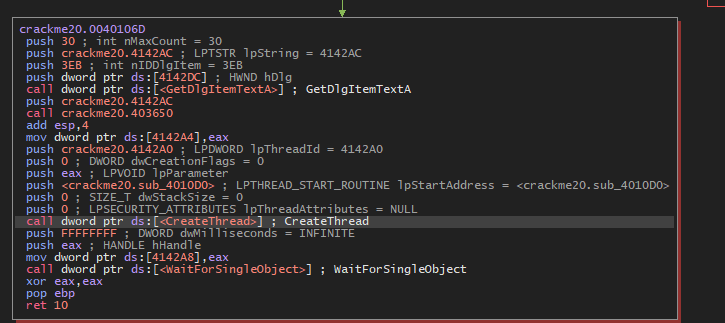 crackme20.0040106D
push 30 ; int nMaxCount = 30
push crackme20.4142AC ; LPTSTR lpString = 4142AC
push 3EB ; int nIDDlgItem = 3EB
push dword ptr ds:[4142DC] ; HWND hDlg
call dword ptr ds:[<GetDlgItemTextA>] ; GetDlgItemTextA
push crackme20.4142AC
call crackme20.403650
add esp,4
mov dword ptr ds:[4142A4],eax
push crackme20.4142A0 ; LPDWORD lpThreadId = 4142A0
push 0 ; DWORD dwCreationFlags = 0
push eax ; LPVOID lpParameter
push <crackme20.sub_4010D0> ; LPTHREAD_START_ROUTINE lpStartAddress = <crackme20.sub_4010D0>
push 0 ; SIZE_T dwStackSize = 0
push 0 ; LPSECURITY_ATTRIBUTES lpThreadAttributes = NULL
call dword ptr ds:[<CreateThread>] ; CreateThread
push FFFFFFFF ; DWORD dwMilliseconds = INFINITE
push eax ; HANDLE hHandle
mov dword ptr ds:[4142A8],eax
call dword ptr ds:[<WaitForSingleObject>] ; WaitForSingleObject
xor eax,eax
pop ebp
ret 10